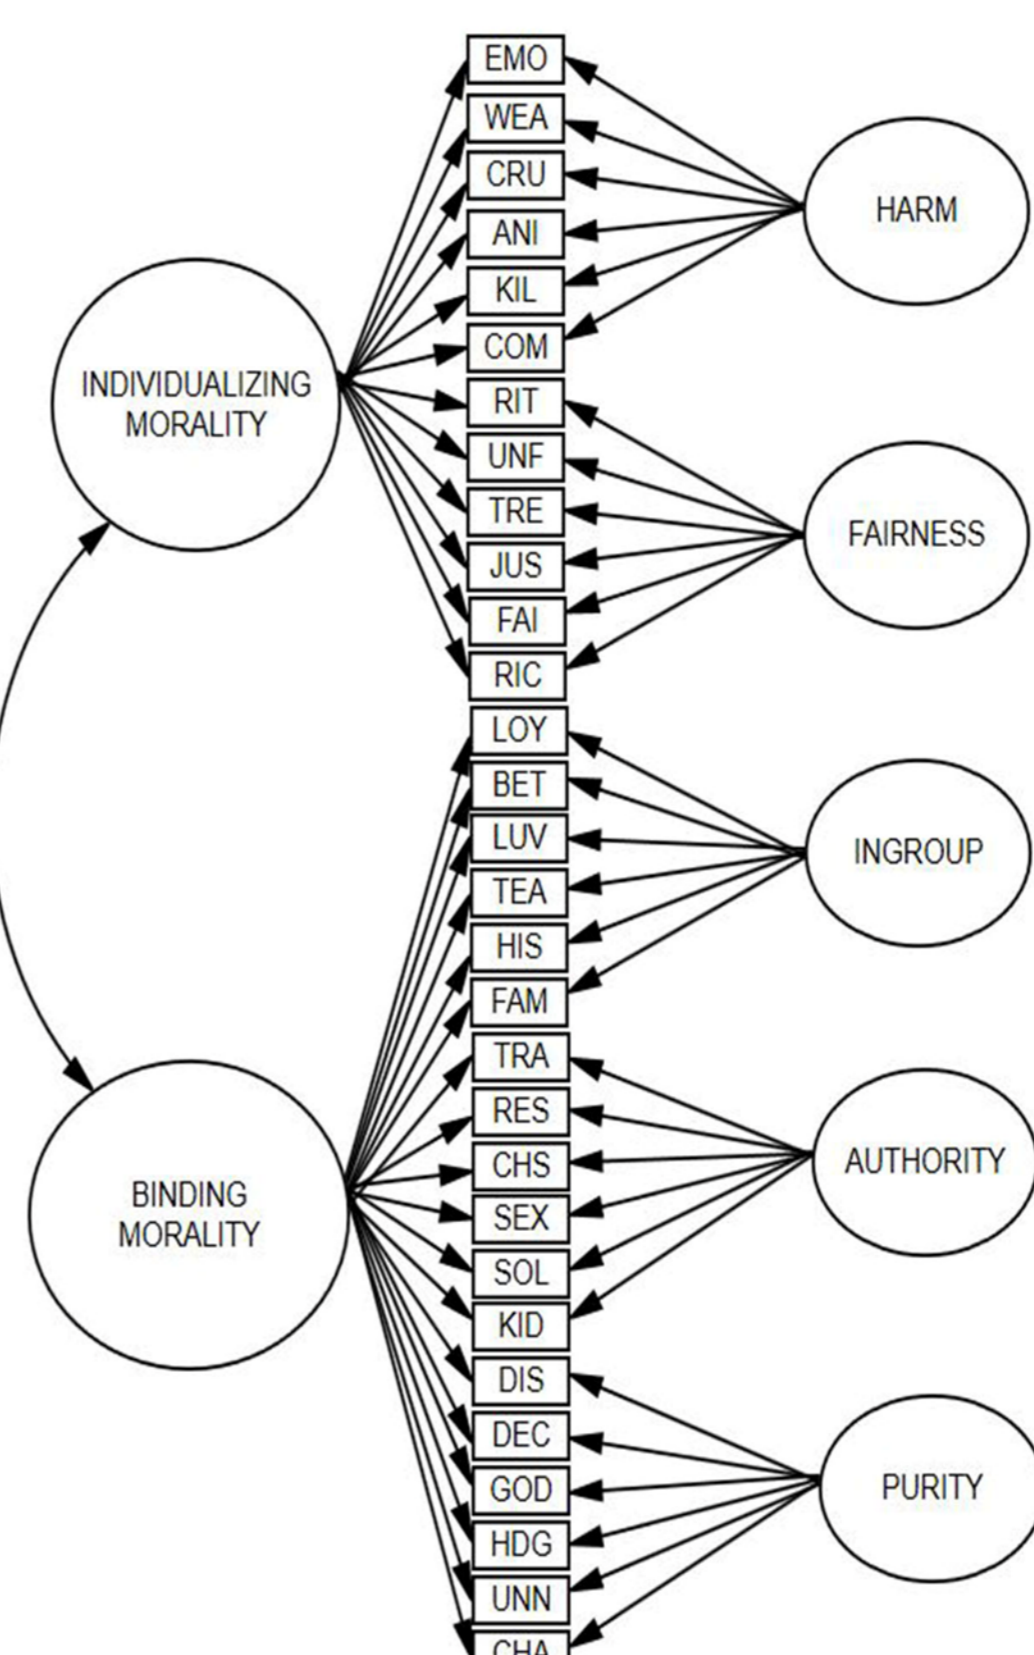 EMO
WEA
CRU
ANI
KIL
COM
RIT
UNF
TRE
JUS
FAI
RIC
LOY
BET
LUV
TEA
HIS
FAM
TRA
RES
CHS
SEX
SOL
KID
DIS
DEC
GOD
HDG
UNN
CHA
INDIVIDUALIZING
MORALITY
BINDING
MORALITY
HARM
FAIRNESS
INGROUP
AUTHORITY
PURITY